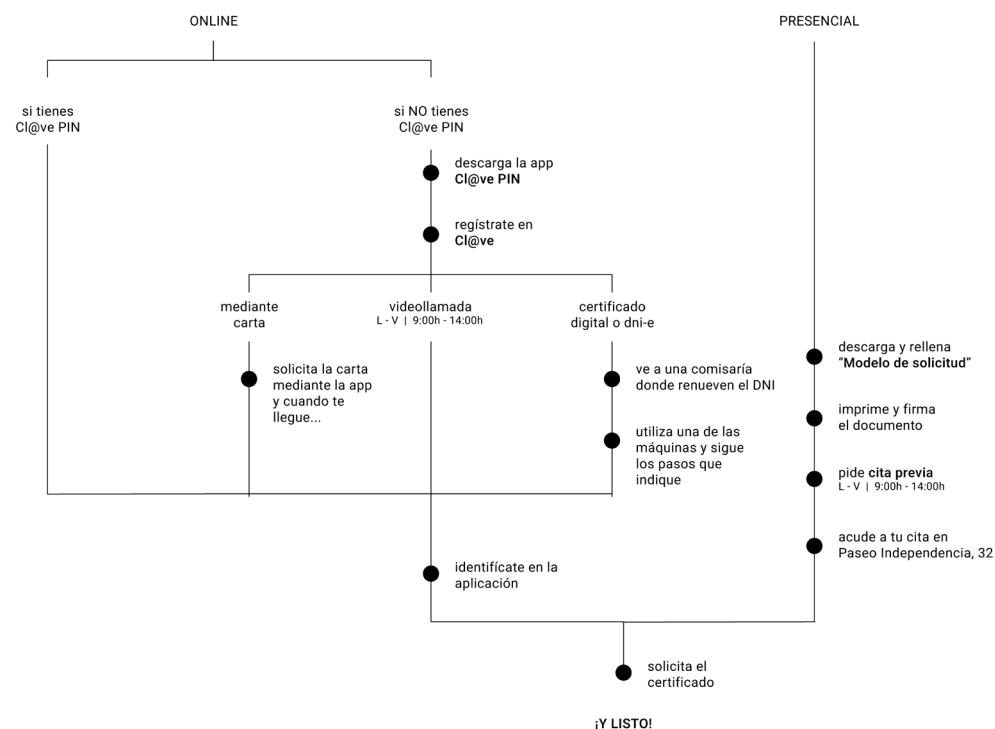 ONLINE
PRESENCIAL
si tienes
Cl@ve PIN
si NO tienes
Cl@ve PIN
descarga la app
Cl@ve PIN
regístrate en
Cl@ve
mediante
carta
videollamada
L - V | 9:00h - 14:00h
certificado
digital o dni-e
solicita la carta
mediante la app
y cuando te
llegue...
ve a una comisaría
donde renueven el DNI
utiliza una de las
máquinas y sigue
los pasos que
indique
descarga y rellena
“Modelo de solicitud”
imprime y firma
el documento
pide cita previa
L - V | 9:00h - 14:00h
acude a tu cita en
Paseo Independencia, 32
identifícate en la
aplicación
solicita el
certificado
¡Y LISTO!